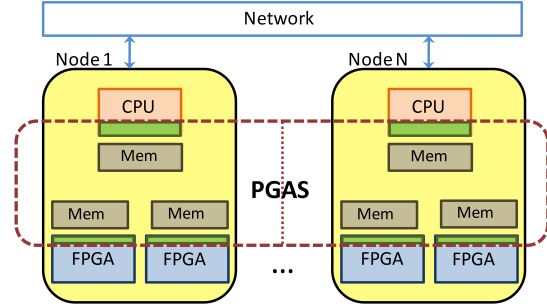 Network
Node 1
Node N
CPU
CPU
Mem
Mem
PGAS
Mem
Mem
Mem
Mem
FPGA
FPGA
...
FPGA
FPGA